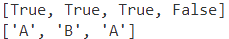 [True, True, True, False]
['A', 'B', 'A']